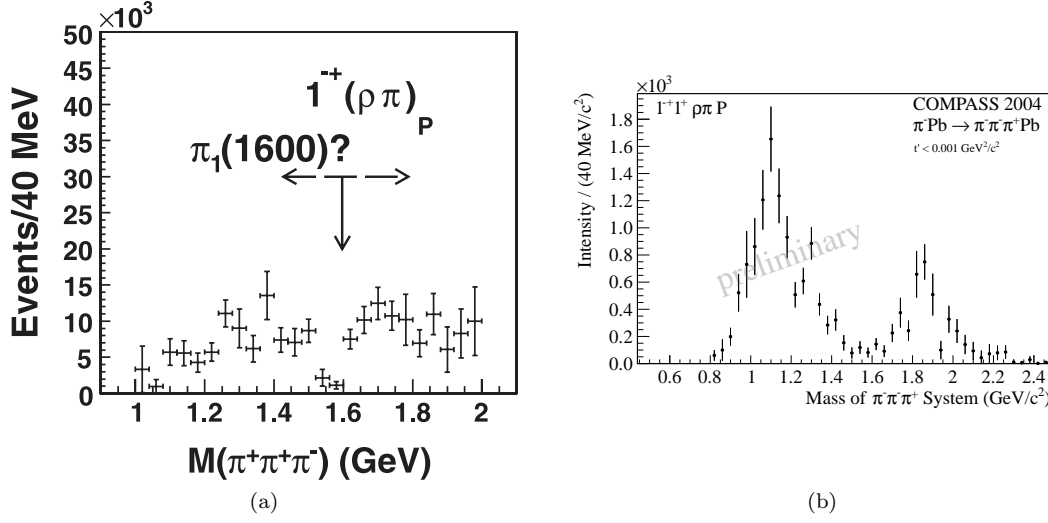 ×10³
50
45
40
35
30
25
20
15
10
5
0
Events/40 MeV
1⁻⁺(ρπ)
P
π₁(1600)?
1 1.2 1.4 1.6 1.8 2
M(π⁺π⁺π⁻) (GeV)
(a)
×10³
1⁻⁺1⁺ ρπ P
COMPASS 2004
π⁻Pb → π⁻π⁻π⁺Pb
t' < 0.001 GeV²/c²
preliminary
1.8
1.6
1.4
1.2
1.0
0.8
0.6
0.4
0.2
0.0
Intensity / (40 MeV/c²)
0.6 0.8 1 1.2 1.4 1.6 1.8 2 2.2 2.4
Mass of π⁻π⁻π⁺ System (GeV/c²)
(b)